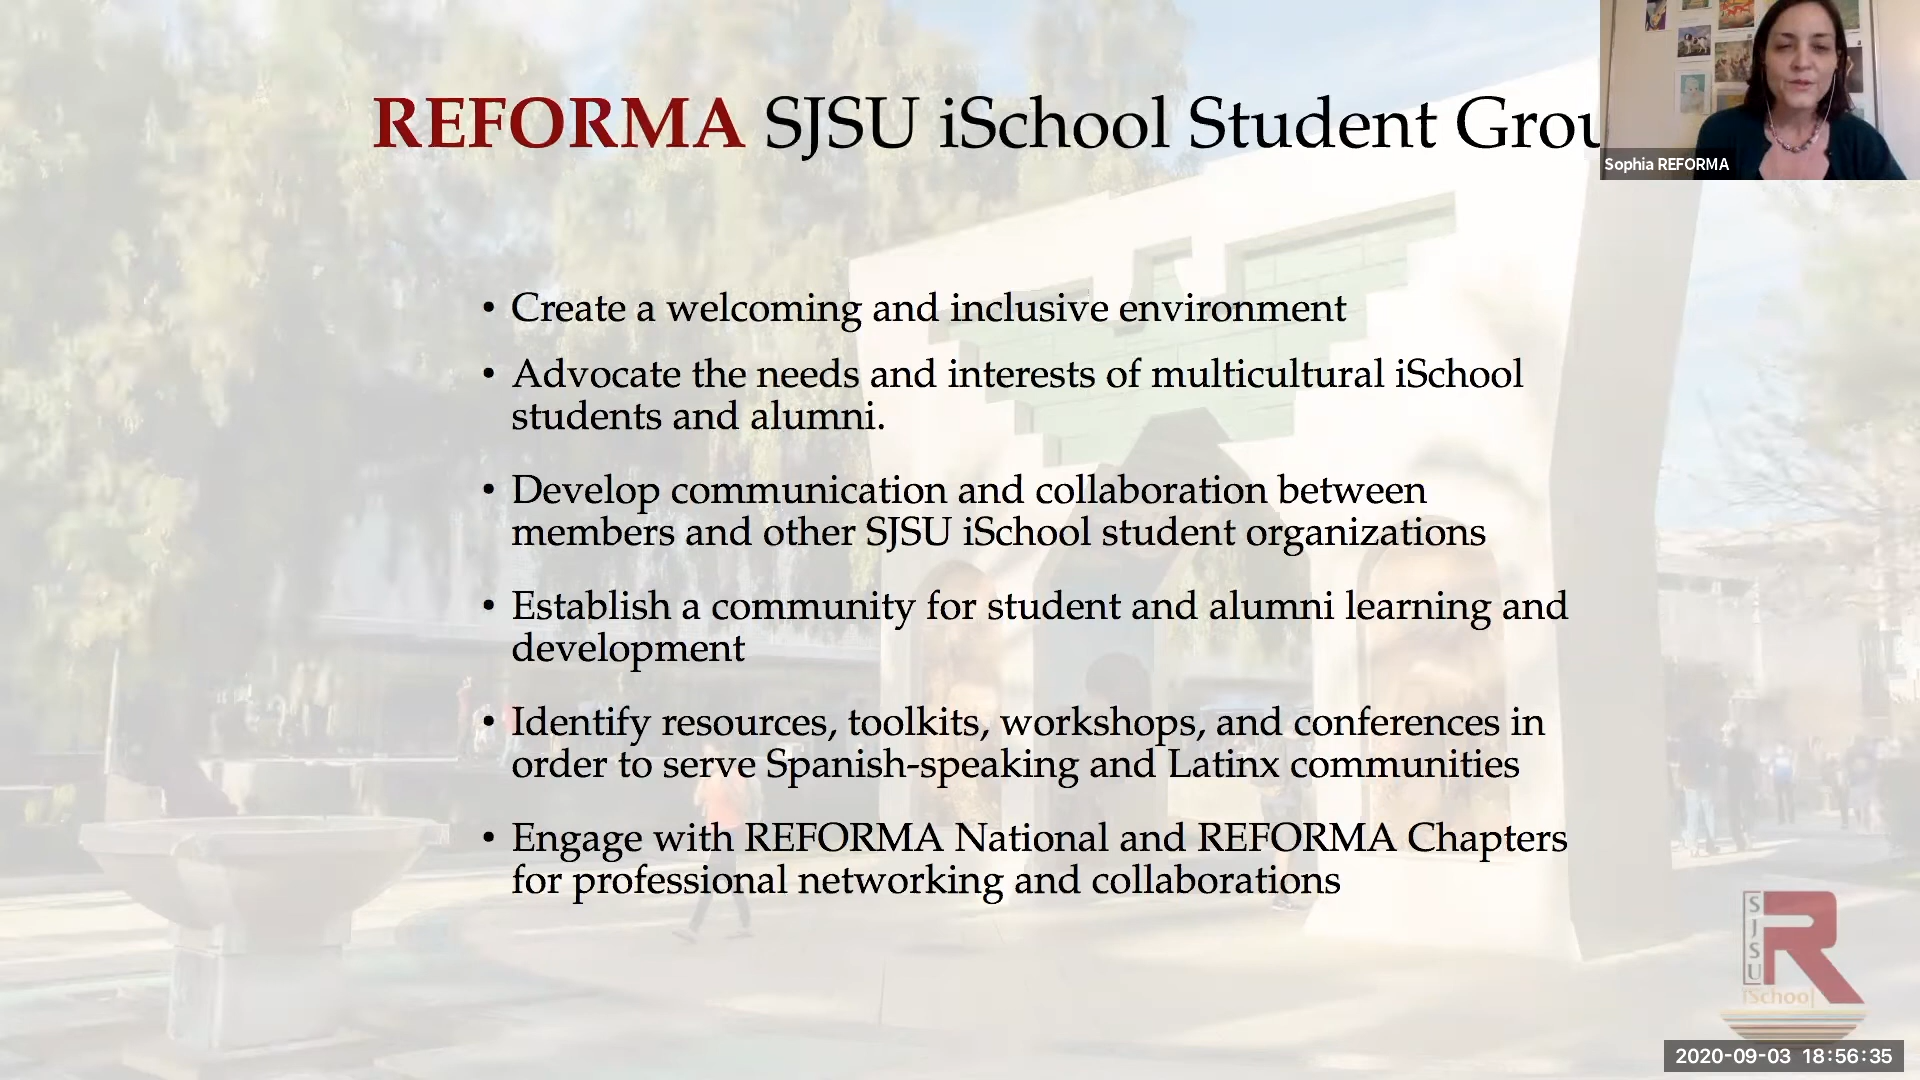 REFORMA SJSU iSchool Student Grou
Sophia REFORMA
• Create a welcoming and inclusive environment
• Advocate the needs and interests of multicultural iSchool
students and alumni.
• Develop communication and collaboration between
members and other SJSU iSchool student organizations
• Establish a community for student and alumni learning and
development
• Identify resources, toolkits, workshops, and conferences in
order to serve Spanish-speaking and Latinx communities
• Engage with REFORMA National and REFORMA Chapters
for professional networking and collaborations
SJSU
R
iSchool
2020-09-03 18:56:35